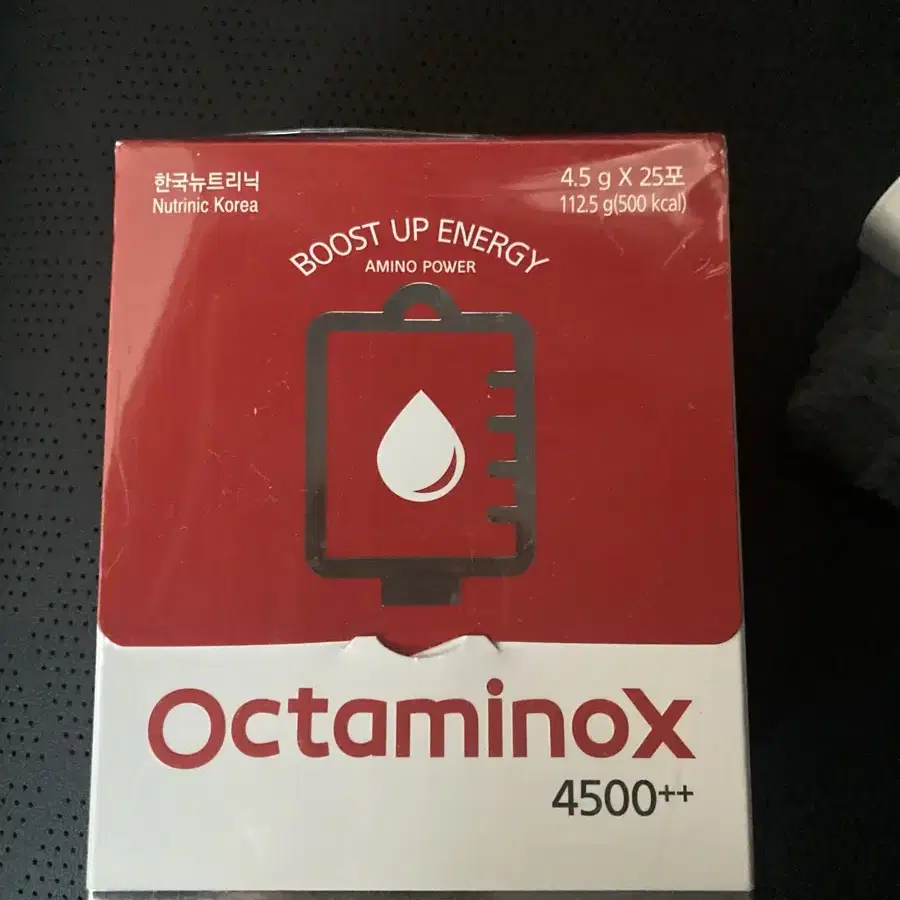 한국뉴트리닉
Nutrinic Korea
4.5 g X 25포
112.5 g(500 kcal)
BOOST UP ENERGY
AMINO POWER
Octaminox
4500++